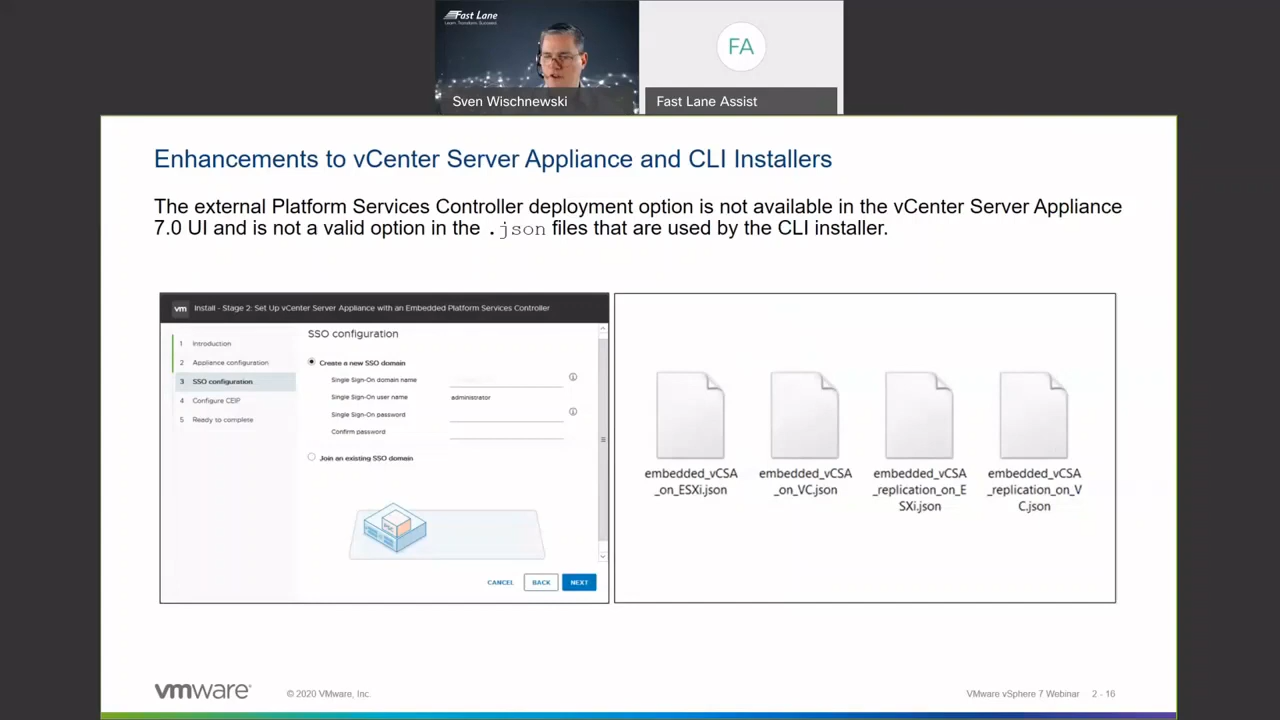 Fast Lane
Learn. Transform. Succeed.
FA
Sven Wischnewski
Fast Lane Assist
Enhancements to vCenter Server Appliance and CLI Installers
The external Platform Services Controller deployment option is not available in the vCenter Server Appliance
7.0 UI and is not a valid option in the .json files that are used by the CLI installer.
vm Install - Stage 2: Set Up vCenter Server Appliance with an Embedded Platform Services Controller
1 Introduction
2 Appliance configuration
3 SSO configuration
4 Configure CEIP
5 Ready to complete
SSO configuration
Create a new SSO domain
Single Sign-On domain name
Single Sign-On user name administrator
Single Sign-On password
Confirm password
Join an existing SSO domain
PSC
CANCEL BACK NEXT
embedded_vCSA
_on_ESXi.json
embedded_vCSA
_on_VC.json
embedded_vCSA
_replication_on_E
SXi.json
embedded_vCSA
_replication_on_V
C.json
vmware © 2020 VMware, Inc. VMware vSphere 7 Webinar 2 - 16